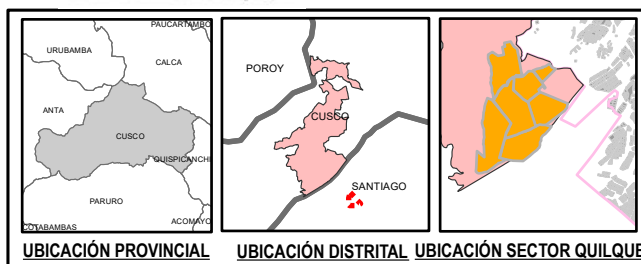 PAUCARTAMBO
URUBAMBA
CALCA
ANTA
CUSCO
QUISPICANCHI
PARURO
ACOMAYO
COTABAMBAS
UBICACIÓN PROVINCIAL
POROY
CUSCO
SANTIAGO
UBICACIÓN DISTRITAL
UBICACIÓN SECTOR QUILQUE